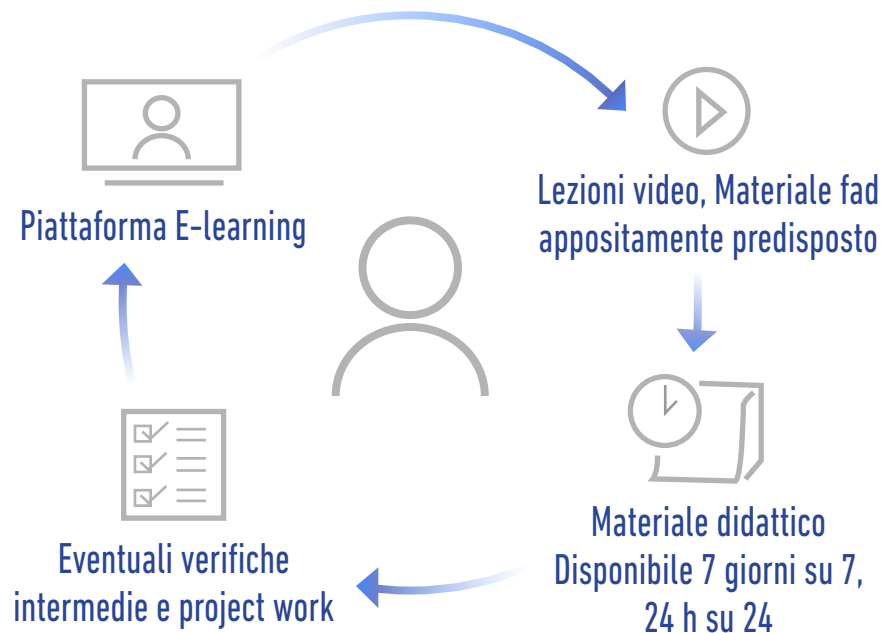 Piattaforma E-learning
Lezioni video, Materiale fad
appositamente predisposto
Materiale didattico
Disponibile 7 giorni su 7,
24 h su 24
Eventuali verifiche
intermedie e project work